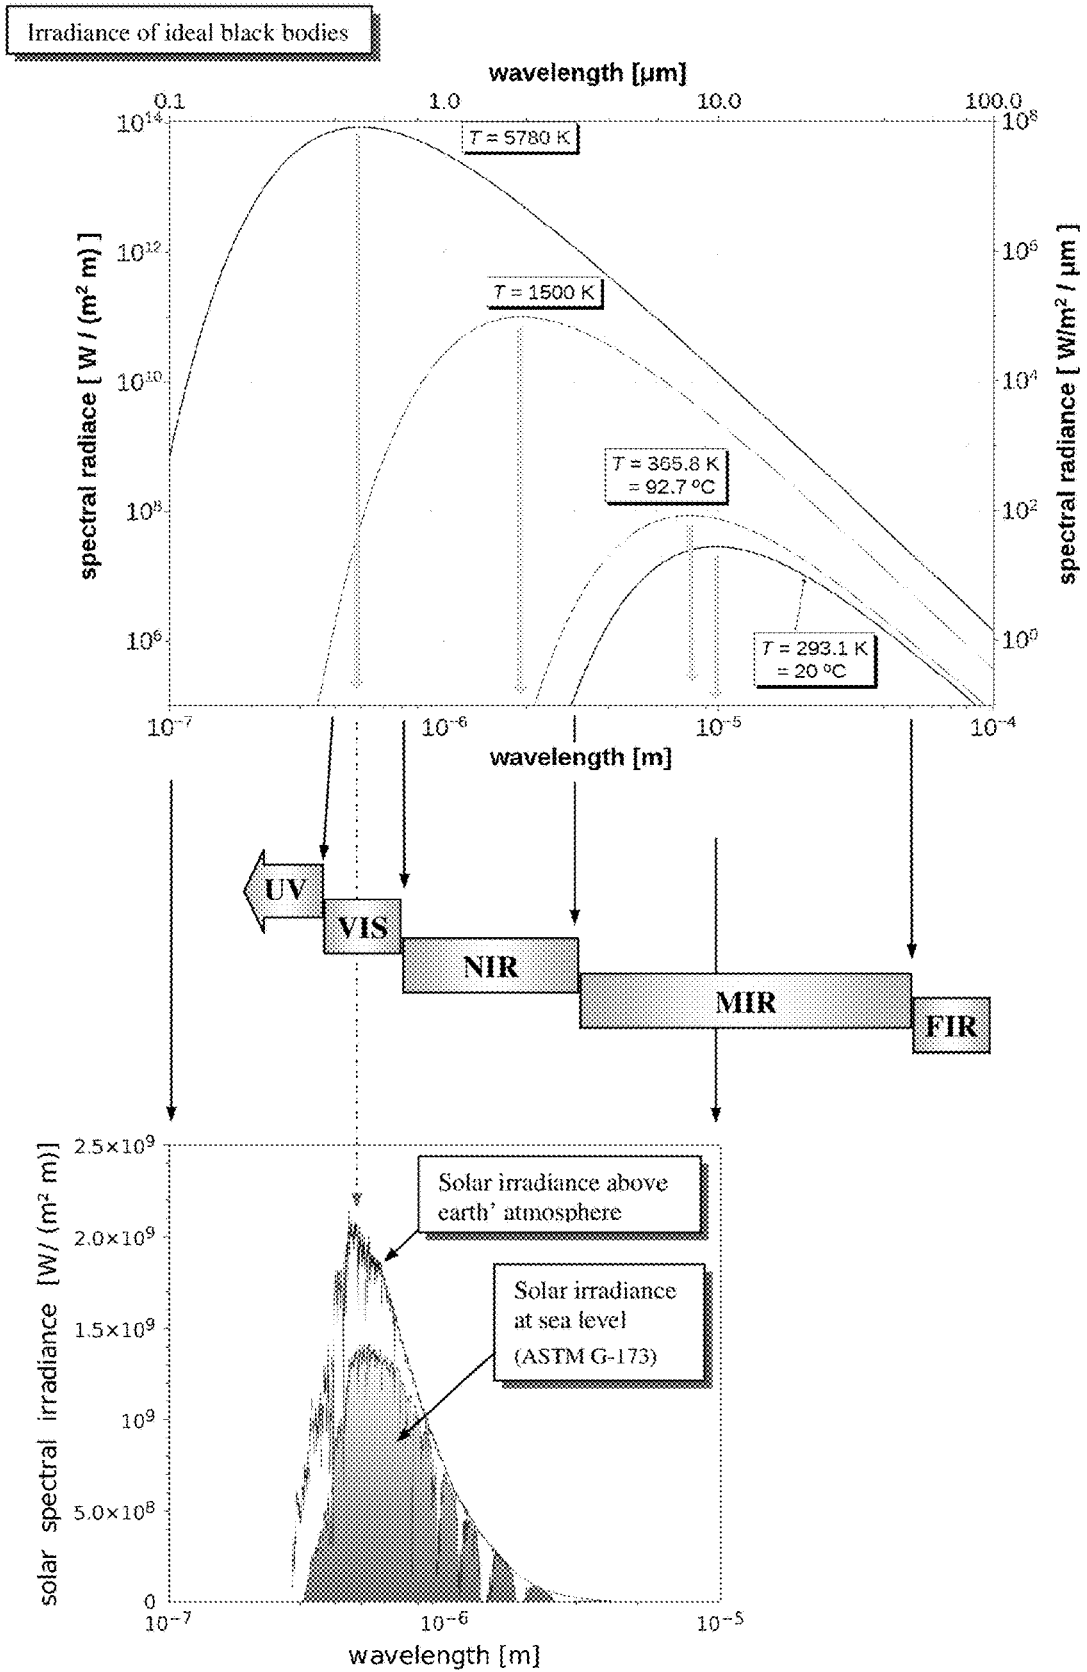 Irradiance of ideal black bodies
wavelength [µm]
0.1 1.0 10.0 100.0
10¹⁴
10¹²
10¹⁰
10⁸
10⁶
spectral radiace [ W / (m² m) ]
10⁸
10⁶
10⁴
10²
10⁰
spectral radiance [ W/m² / µm ]
T = 5780 K
T = 1500 K
T = 365.8 K
= 92.7 ºC
T = 293.1 K
= 20 ºC
10⁻⁷ 10⁻⁶ 10⁻⁵ 10⁻⁴
wavelength [m]
UV
VIS
NIR
MIR
FIR
solar spectral irradiance [W/ (m² m)]
2.5×10⁹
2.0×10⁹
1.5×10⁹
10⁹
5.0×10⁸
0
Solar irradiance above
earth’ atmosphere
Solar irradiance
at sea level
(ASTM G-173)
10⁻⁷ 10⁻⁶ 10⁻⁵
wavelength [m]